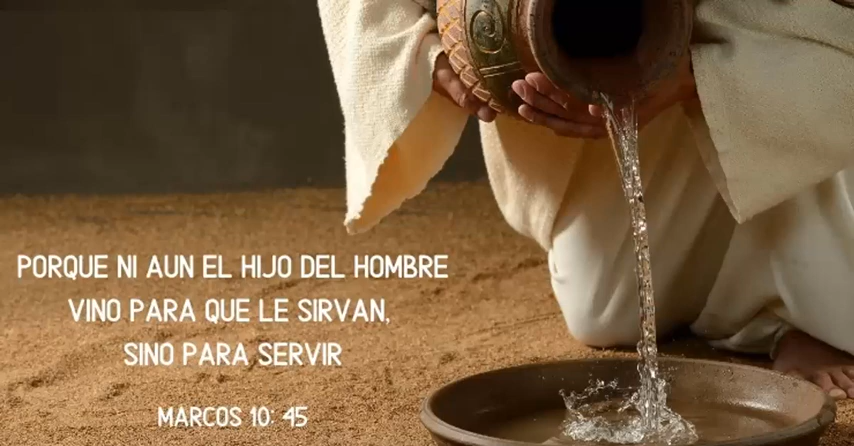 PORQUE NI AUN EL HIJO DEL HOMBRE
VINO PARA QUE LE SIRVAN,
SINO PARA SERVIR
MARCOS 10: 45